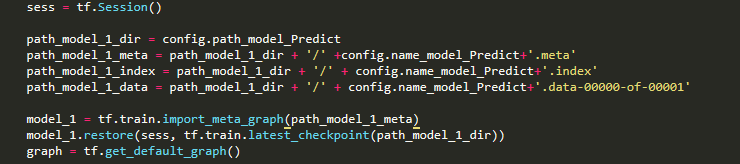 sess = tf.Session()
path_model_1_dir = config.path_model_Predict
path_model_1_meta = path_model_1_dir + '/' +config.name_model_Predict+'.meta'
path_model_1_index = path_model_1_dir + '/' + config.name_model_Predict+'.index'
path_model_1_data = path_model_1_dir + '/' + config.name_model_Predict+'.data-00000-of-00001'
model_1 = tf.train.import_meta_graph(path_model_1_meta)
model_1.restore(sess, tf.train.latest_checkpoint(path_model_1_dir))
graph = tf.get_default_graph()